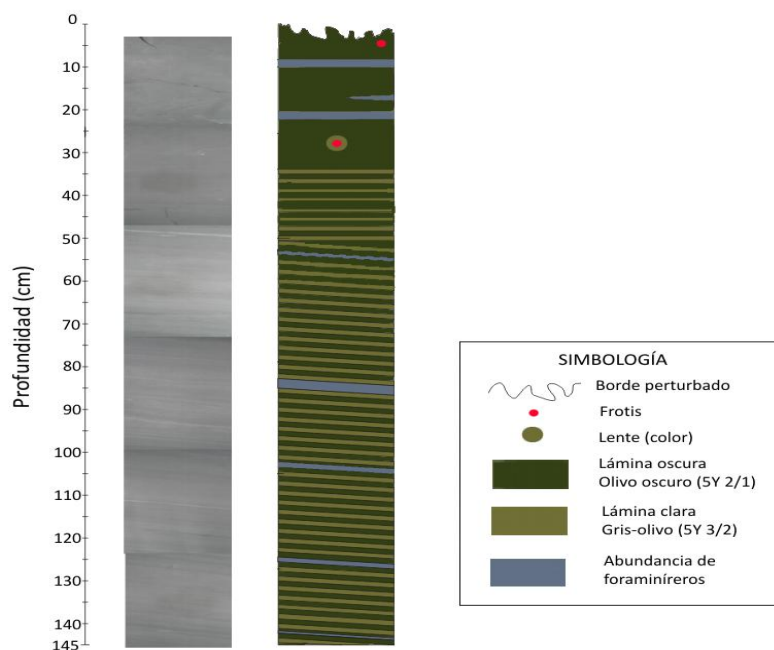 Profundidad (cm)
0
10
20
30
40
50
60
70
80
90
100
110
120
130
140
145
SIMBOLOGÍA
Borde perturbado
Frotis
Lente (color)
Lámina oscura
Olivo oscuro (5Y 2/1)
Lámina clara
Gris-olivo (5Y 3/2)
Abundancia de
foraminíreros